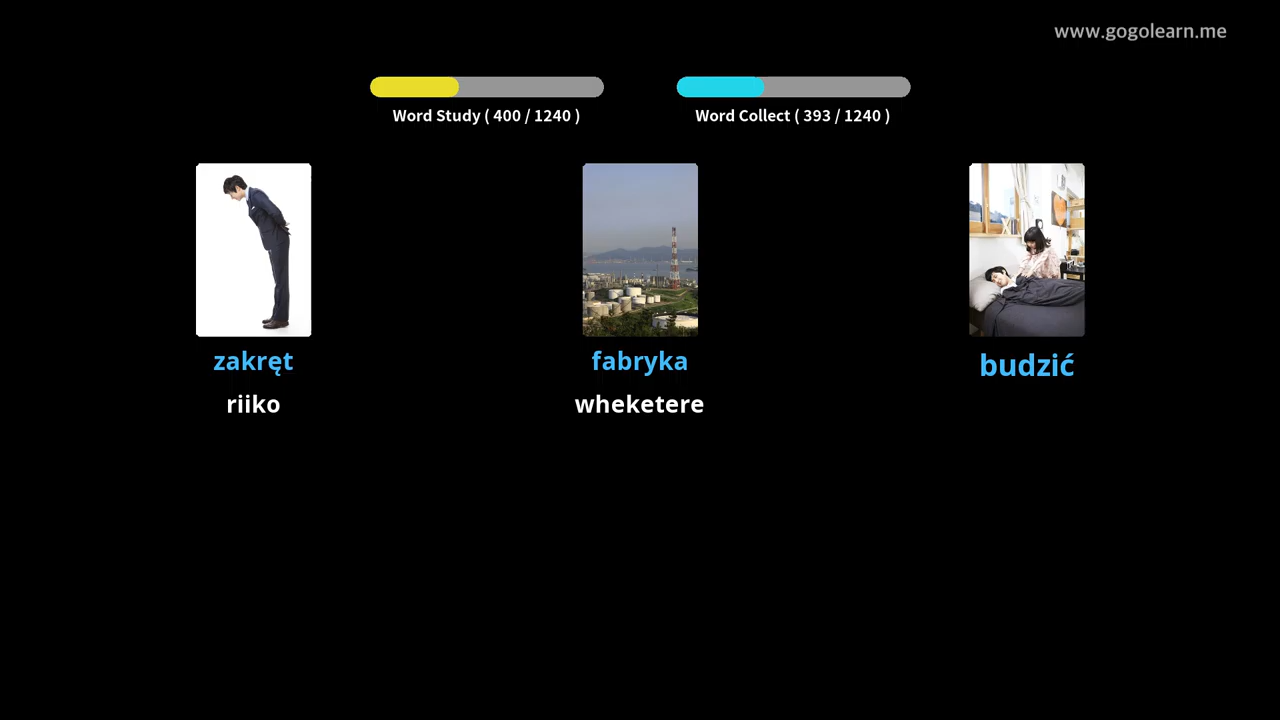 www.gogolearn.me
Word Study ( 400 / 1240 )
Word Collect ( 393 / 1240 )
zakręt
riiko
fabryka
wheketere
budzić